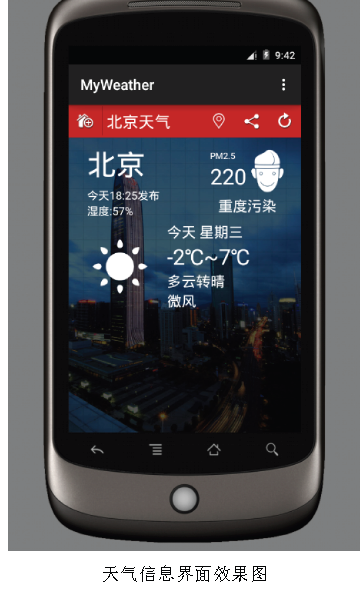 9:42
MyWeather
北京天气
北京
今天18:25发布
湿度:57%
PM2.5
220
重度污染
今天 星期三
-2℃~7℃
多云转晴
微风
天气信息界面效果图